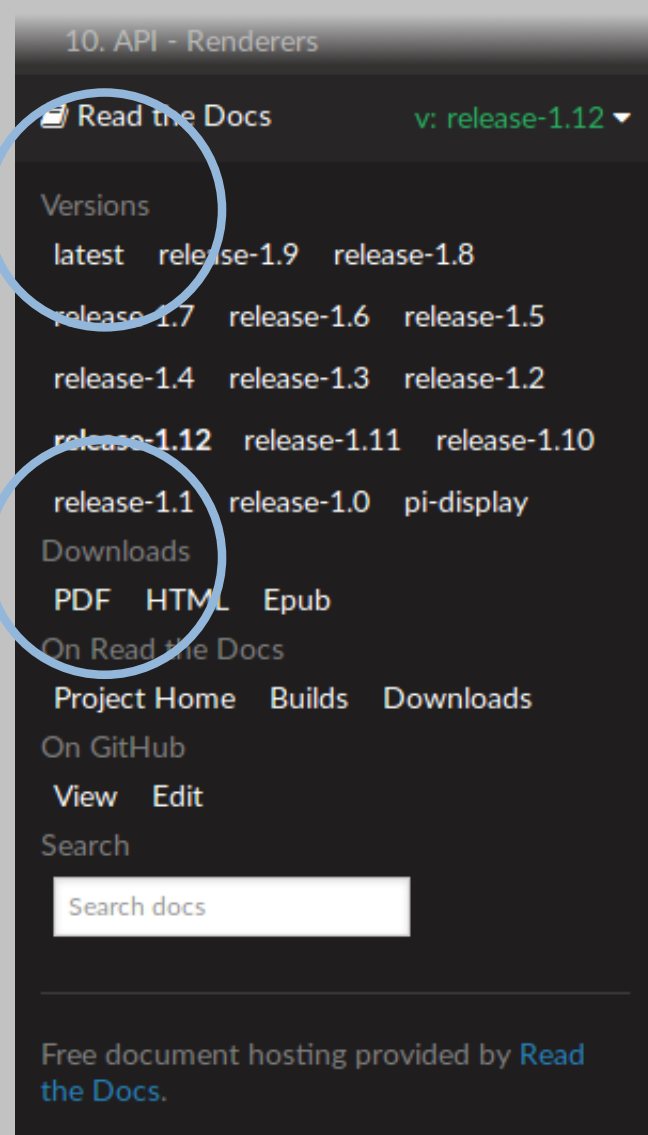 10. API - Renderers
Read the Docs v: release-1.12
Versions
latest release-1.9 release-1.8
release-1.7 release-1.6 release-1.5
release-1.4 release-1.3 release-1.2
release-1.12 release-1.11 release-1.10
release-1.1 release-1.0 pi-display
Downloads
PDF HTML Epub
On Read the Docs
Project Home Builds Downloads
On GitHub
View Edit
Search
Search docs
Free document hosting provided by Read
the Docs.